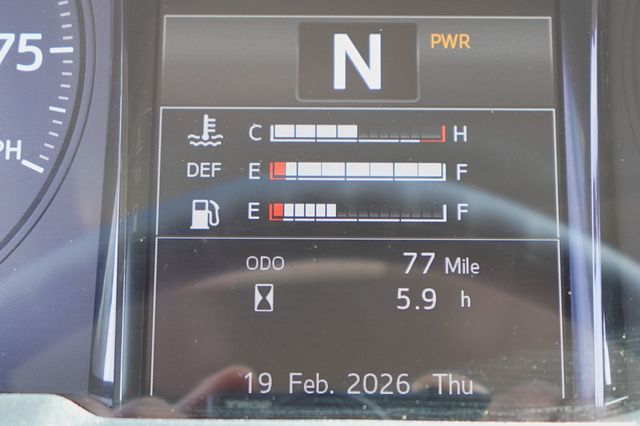 75
N PWR
C H
PH
DEF E F
E F
ODO 77 Mile
5.9 h
19 Feb. 2026 Thu